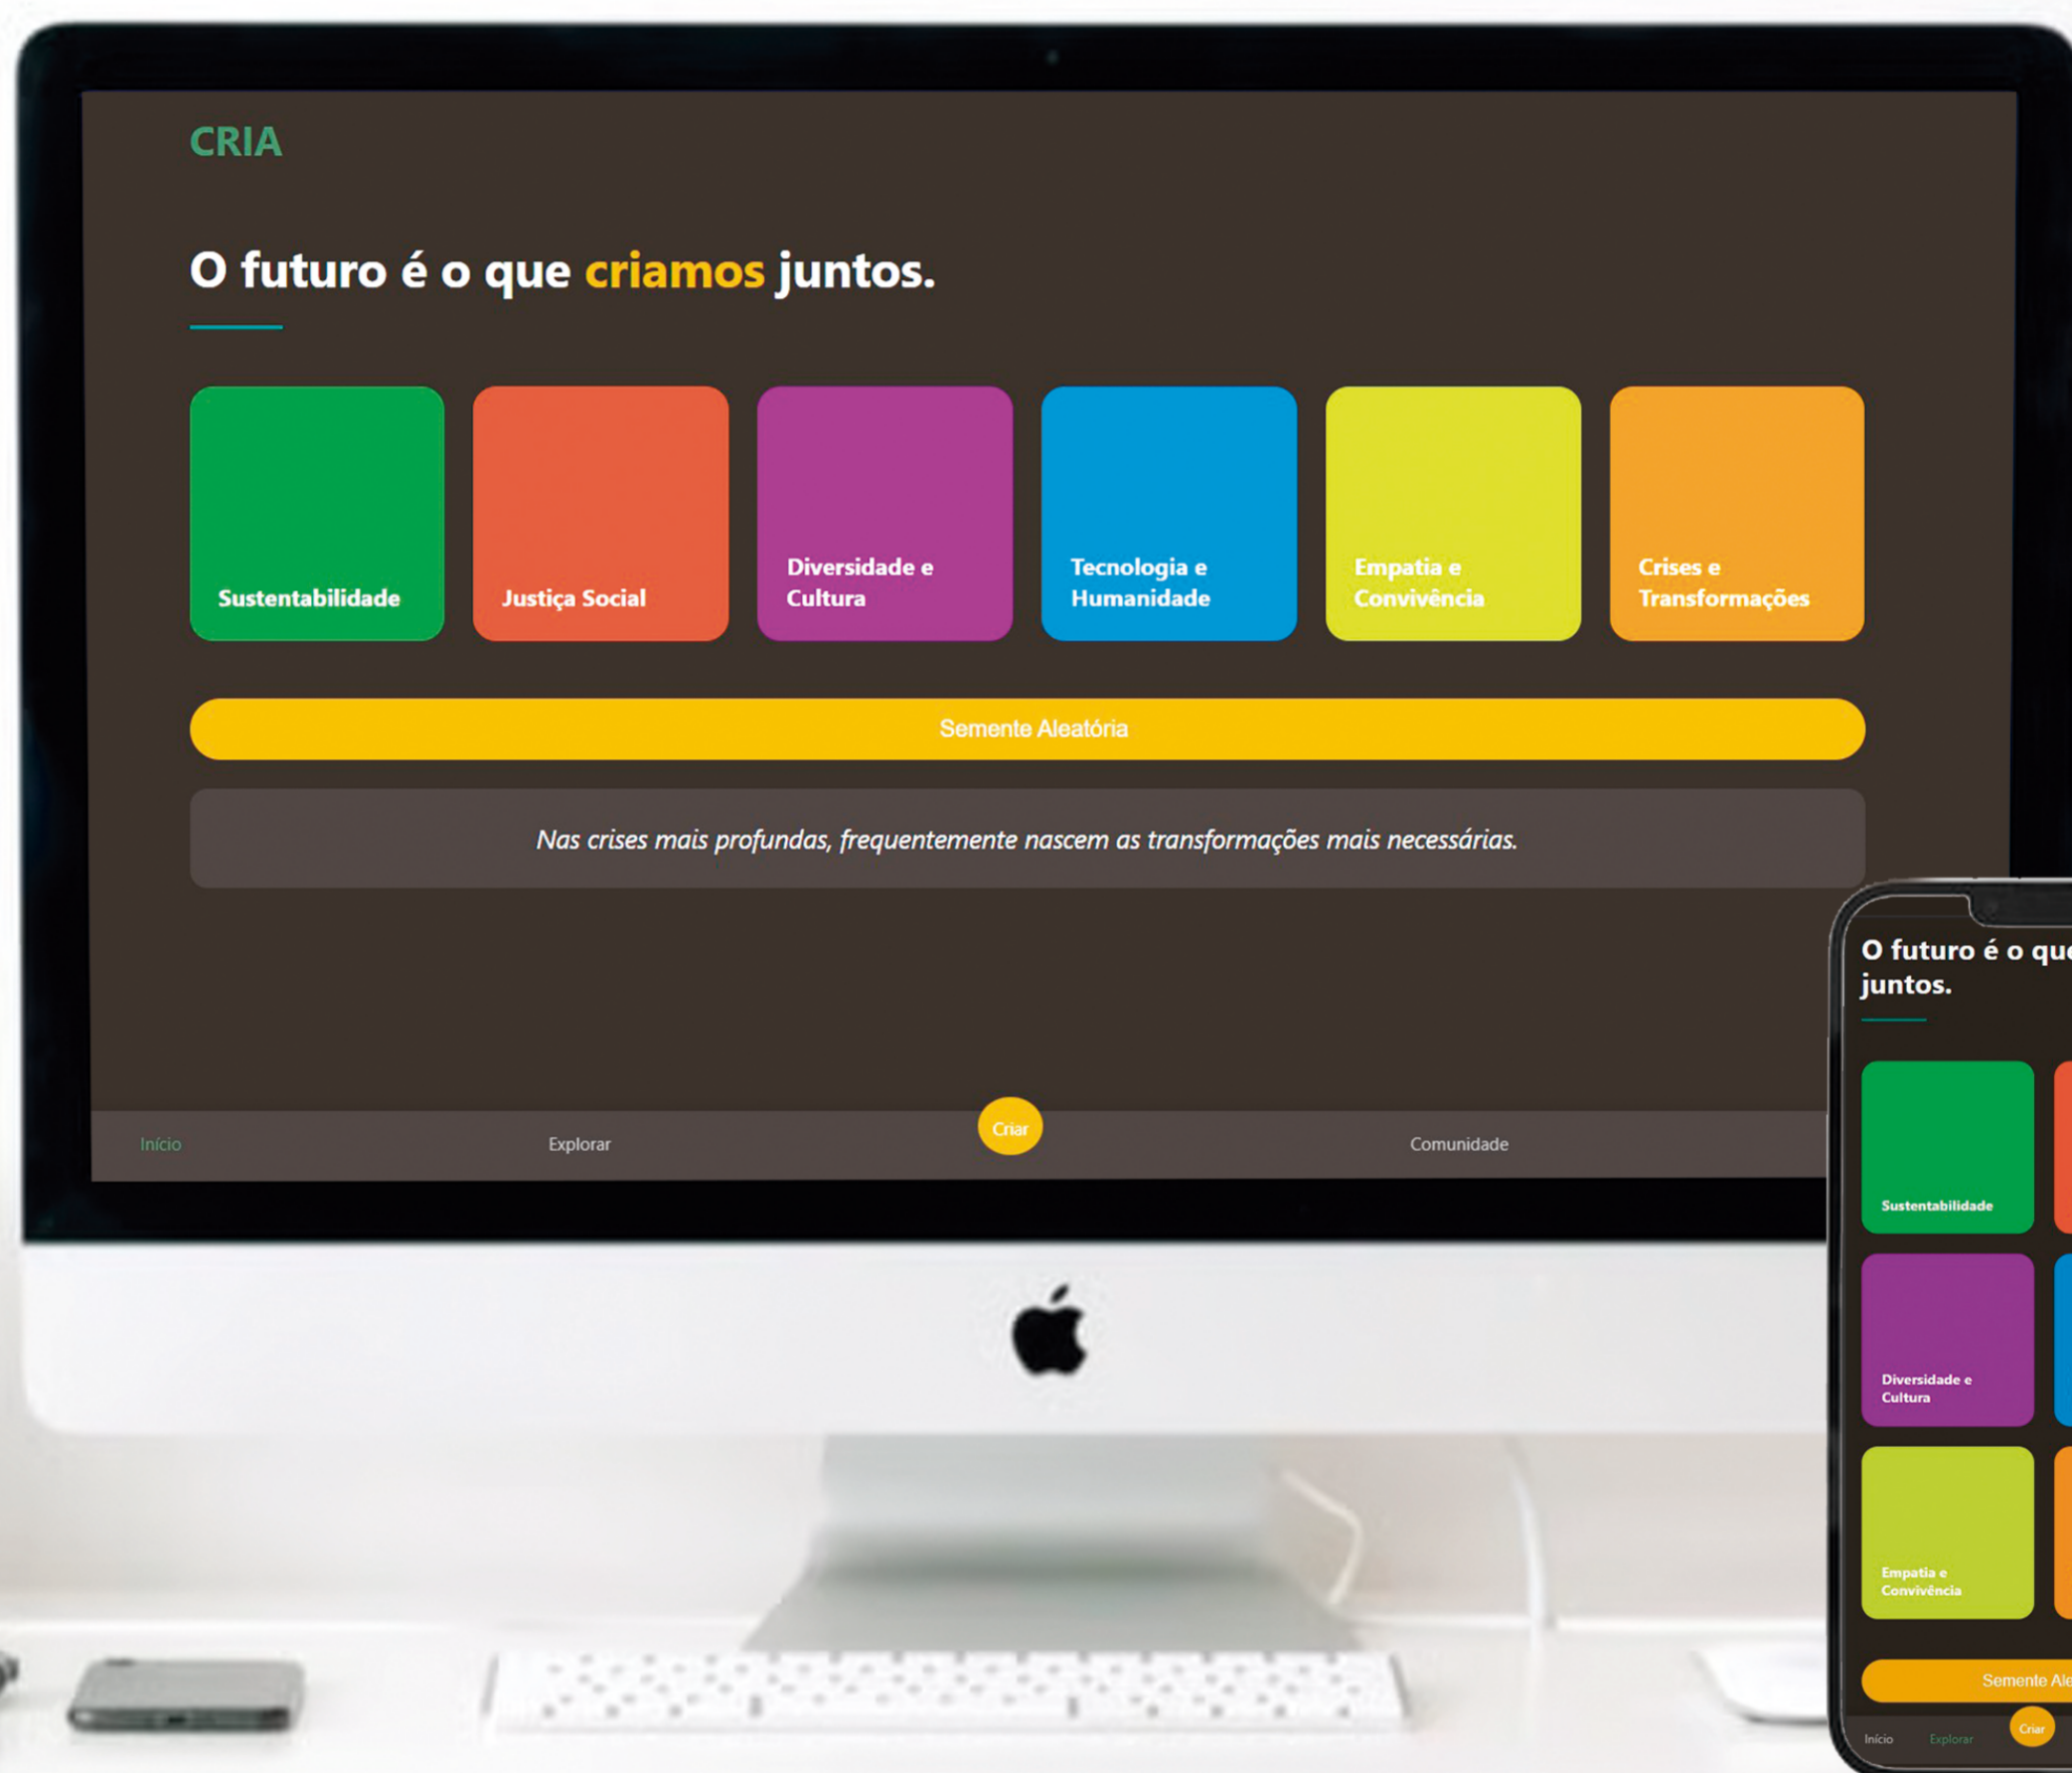 CRIA
O futuro é o que criamos juntos.
Sustentabilidade
Justiça Social
Diversidade e
Cultura
Tecnologia e
Humanidade
Empatia e
Convivência
Crises e
Transformações
Semente Aleatória
Nas crises mais profundas, frequentemente nascem as transformações mais necessárias.
Início
Explorar
Criar
Comunidade
O futuro é o que
juntos.
Sustentabilidade
Diversidade e
Cultura
Empatia e
Convivência
Semente Ale
Início
Explorar
Criar